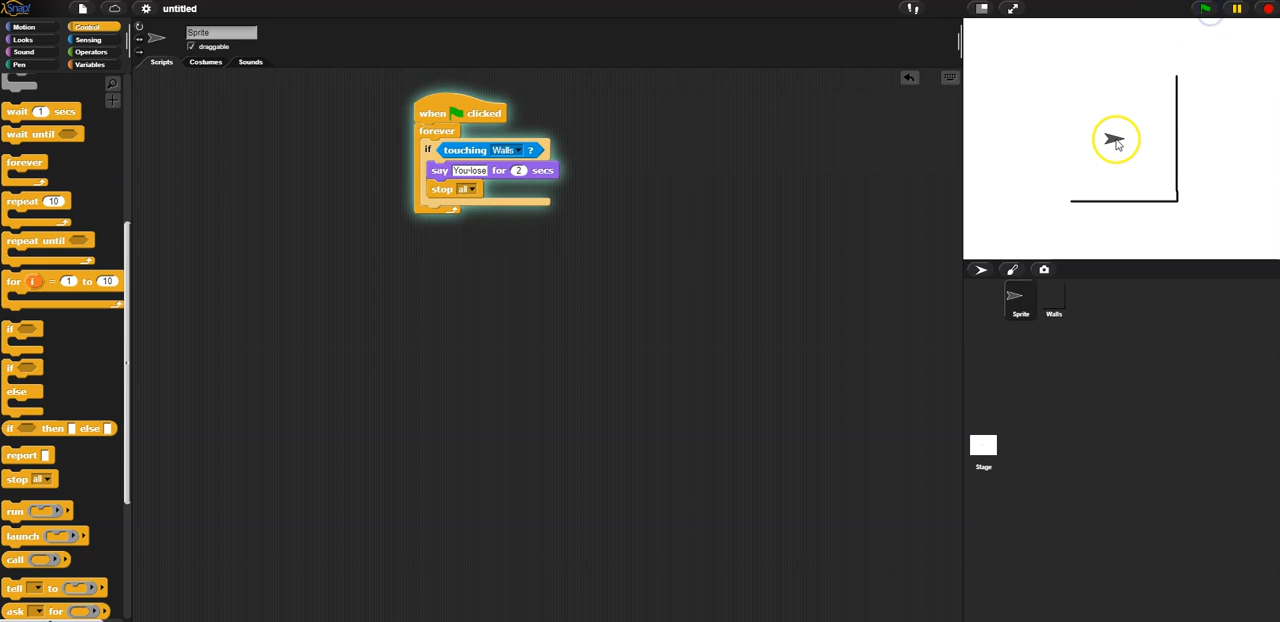 Snap! untitled
Motion Control
Looks Sensing
Sound Operators
Pen Variables
Sprite
draggable
Scripts Costumes Sounds
wait 1 secs
wait until
forever
repeat 10
repeat until
for i = 1 to 10
if
if
else
if then else
report
stop all
run
launch
call
tell to
ask for
when clicked
forever
if touching Walls ?
say You lose for 2 secs
stop all
Sprite Walls
Stage